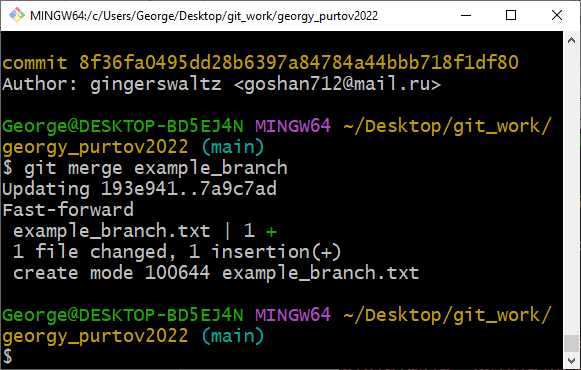 MINGW64:/c/Users/George/Desktop/git_work/georgy_purtov2022
commit 8f36fa0495dd28b6397a84784a44bbb718f1df80
Author: gingerswaltz <goshan712@mail.ru>
George@DESKTOP-BD5EJ4N MINGW64 ~/Desktop/git_work/
georgy_purtov2022 (main)
$ git merge example_branch
Updating 193e941..7a9c7ad
Fast-forward
 example_branch.txt | 1 +
 1 file changed, 1 insertion(+)
 create mode 100644 example_branch.txt
George@DESKTOP-BD5EJ4N MINGW64 ~/Desktop/git_work/
georgy_purtov2022 (main)
$